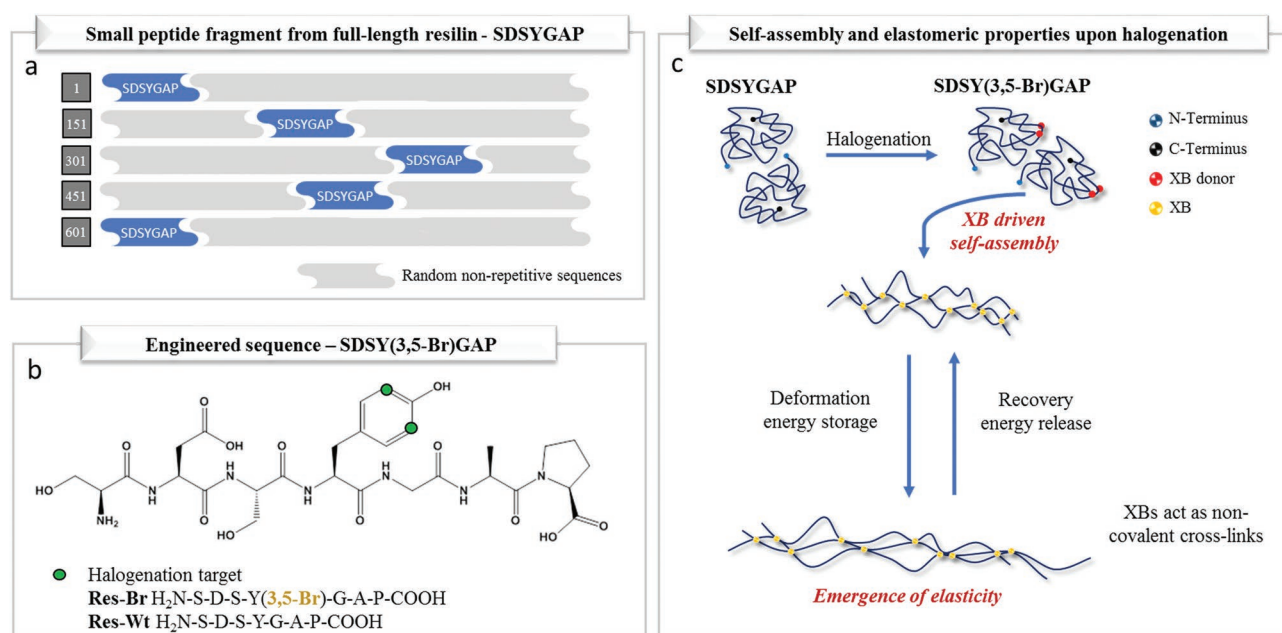 Small peptide fragment from full-length resilin - SDSYGAP
a
1
SDSYGAP
151
SDSYGAP
301
SDSYGAP
451
SDSYGAP
601
SDSYGAP
Random non-repetitive sequences
Engineered sequence – SDSY(3,5-Br)GAP
b
OH
O
OH
O
H
N
O
H
N
O
H
N
HO
N
H
NH₂
O
HO
N
H
O
N
H
O
N
HO
O
Halogenation target
Res-Br H₂N-S-D-S-Y(3,5-Br)-G-A-P-COOH
Res-Wt H₂N-S-D-S-Y-G-A-P-COOH
Self-assembly and elastomeric properties upon halogenation
c
SDSYGAP
SDSY(3,5-Br)GAP
Halogenation
N-Terminus
C-Terminus
XB donor
XB
XB driven
self-assembly
Deformation
energy storage
Recovery
energy release
XBs act as non-
covalent cross-links
Emergence of elasticity